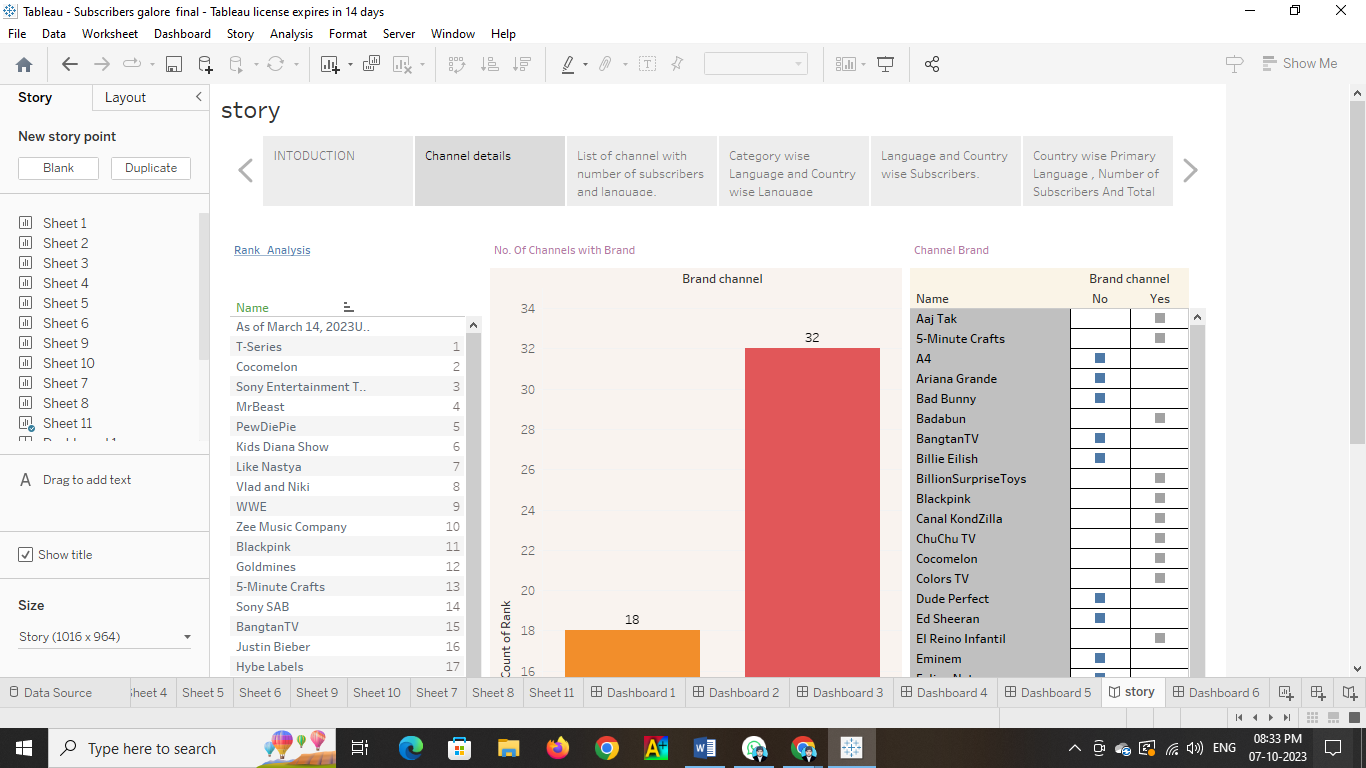 Tableau - Subscribers galore  final - Tableau license expires in 14 days
File Data Worksheet Dashboard Story Analysis Format Server Window Help
Show Me
Story Layout
New story point
Blank Duplicate
Sheet 1
Sheet 2
Sheet 3
Sheet 4
Sheet 5
Sheet 6
Sheet 9
Sheet 10
Sheet 7
Sheet 8
Sheet 11
A Drag to add text
Show title
Size
Story (1016 x 964)
story
INTODUCTION
Channel details
List of channel with
number of subscribers
and language.
Category wise
Language and Country
wise Language
Language and Country
wise Subscribers.
Country wise Primary
Language , Number of
Subscribers And Total
Rank_Analysis
Name
As of March 14, 2023U..
T-Series 1
Cocomelon 2
Sony Entertainment T.. 3
MrBeast 4
PewDiePie 5
Kids Diana Show 6
Like Nastya 7
Vlad and Niki 8
WWE 9
Zee Music Company 10
Blackpink 11
Goldmines 12
5-Minute Crafts 13
Sony SAB 14
BangtanTV 15
Justin Bieber 16
Hybe Labels 17
No. Of Channels with Brand
Brand channel
34
32
30
28
26
24
22
20
18
16
Count of Rank
18
32
Channel Brand
Brand channel
Name No Yes
Aaj Tak
5-Minute Crafts
A4
Ariana Grande
Bad Bunny
Badabun
BangtanTV
Billie Eilish
BillionSurpriseToys
Blackpink
Canal KondZilla
ChuChu TV
Cocomelon
Colors TV
Dude Perfect
Ed Sheeran
El Reino Infantil
Eminem
Data Source Sheet 4 Sheet 5 Sheet 6 Sheet 9 Sheet 10 Sheet 7 Sheet 8 Sheet 11 Dashboard 1 Dashboard 2 Dashboard 3 Dashboard 4 Dashboard 5 story Dashboard 6
Type here to search
ENG
08:33 PM
07-10-2023